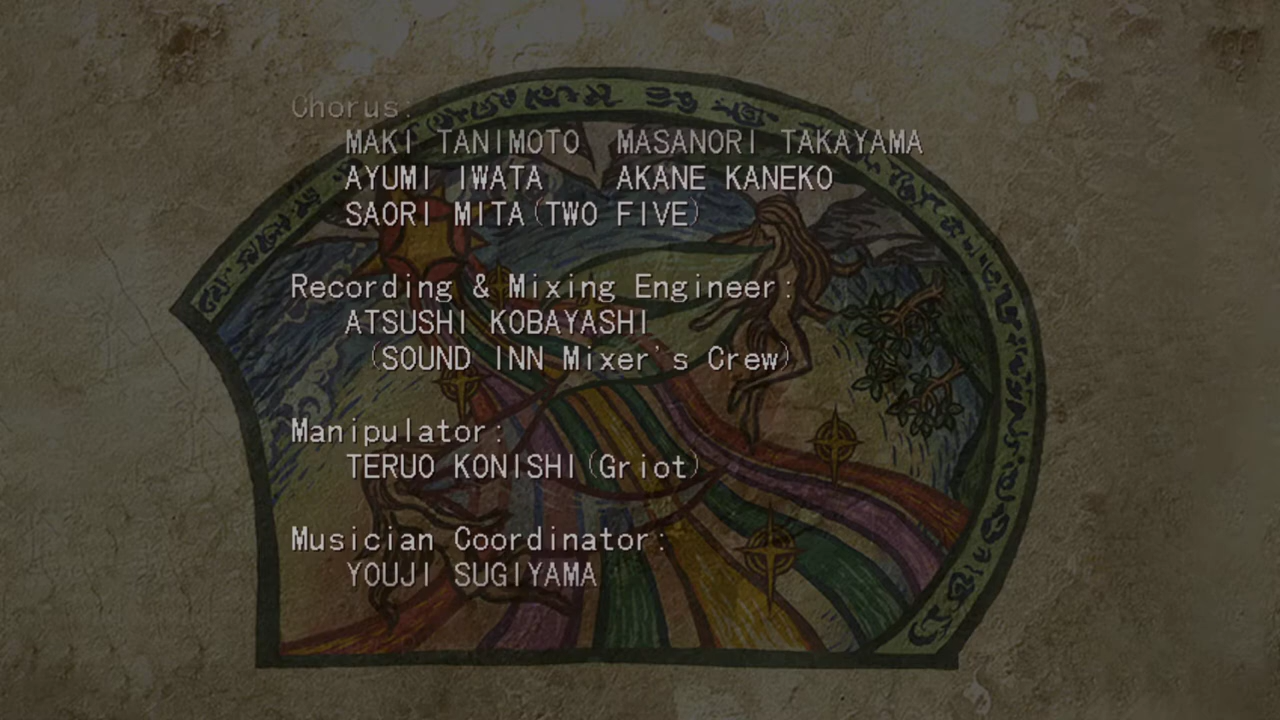 Chorus:
MAKI TANIMOTO MASANORI TAKAYAMA
AYUMI IWATA AKANE KANEKO
SAORI MITA(TWO FIVE)
Recording & Mixing Engineer:
ATSUSHI KOBAYASHI
(SOUND INN Mixer's Crew)
Manipulator:
TERUO KONISHI(Griot)
Musician Coordinator:
YOUJI SUGIYAMA